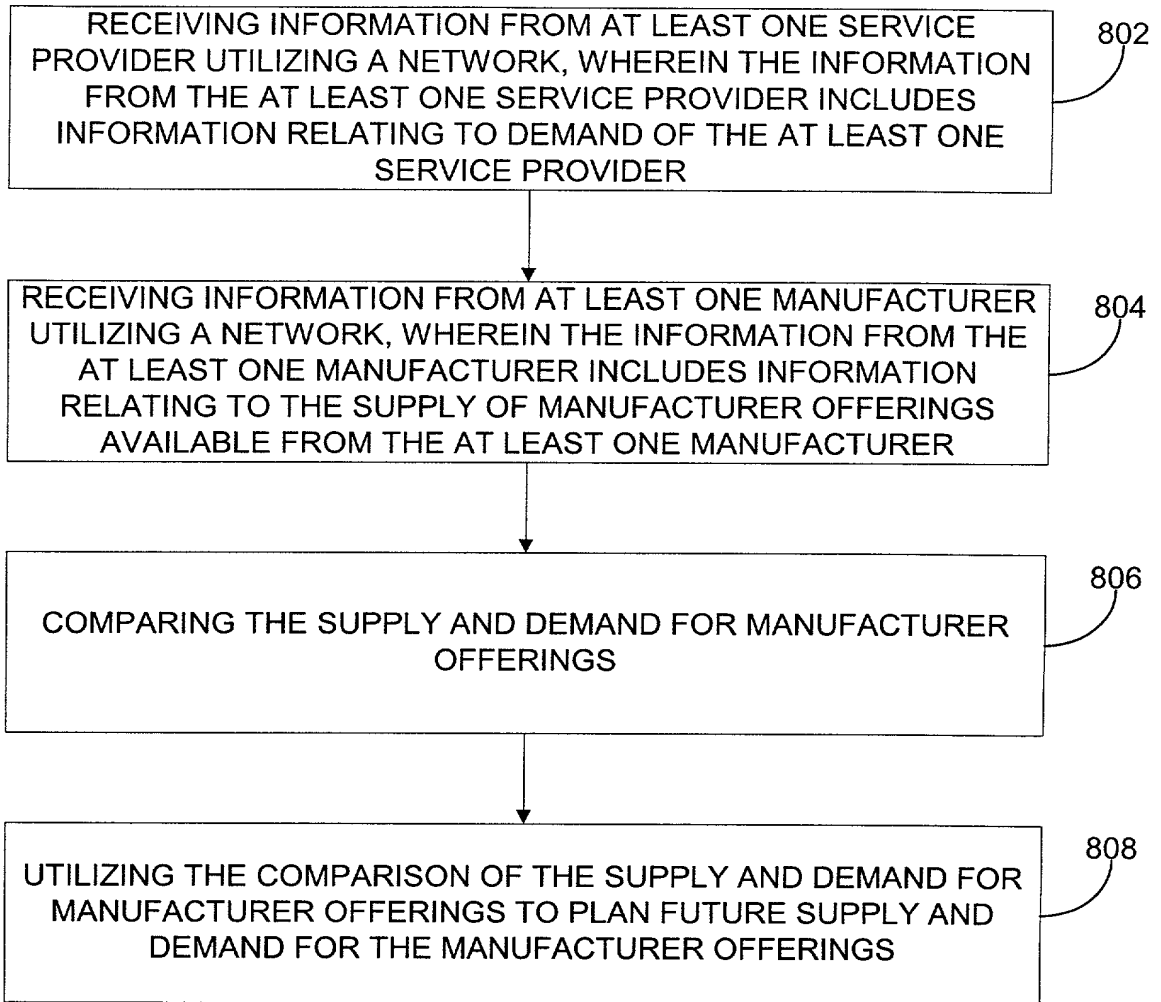 RECEIVING INFORMATION FROM AT LEAST ONE SERVICE
PROVIDER UTILIZING A NETWORK, WHEREIN THE INFORMATION
FROM THE AT LEAST ONE SERVICE PROVIDER INCLUDES
INFORMATION RELATING TO DEMAND OF THE AT LEAST ONE
SERVICE PROVIDER
802
RECEIVING INFORMATION FROM AT LEAST ONE MANUFACTURER
UTILIZING A NETWORK, WHEREIN THE INFORMATION FROM THE
AT LEAST ONE MANUFACTURER INCLUDES INFORMATION
RELATING TO THE SUPPLY OF MANUFACTURER OFFERINGS
AVAILABLE FROM THE AT LEAST ONE MANUFACTURER
804
COMPARING THE SUPPLY AND DEMAND FOR MANUFACTURER
OFFERINGS
806
UTILIZING THE COMPARISON OF THE SUPPLY AND DEMAND FOR
MANUFACTURER OFFERINGS TO PLAN FUTURE SUPPLY AND
DEMAND FOR THE MANUFACTURER OFFERINGS
808